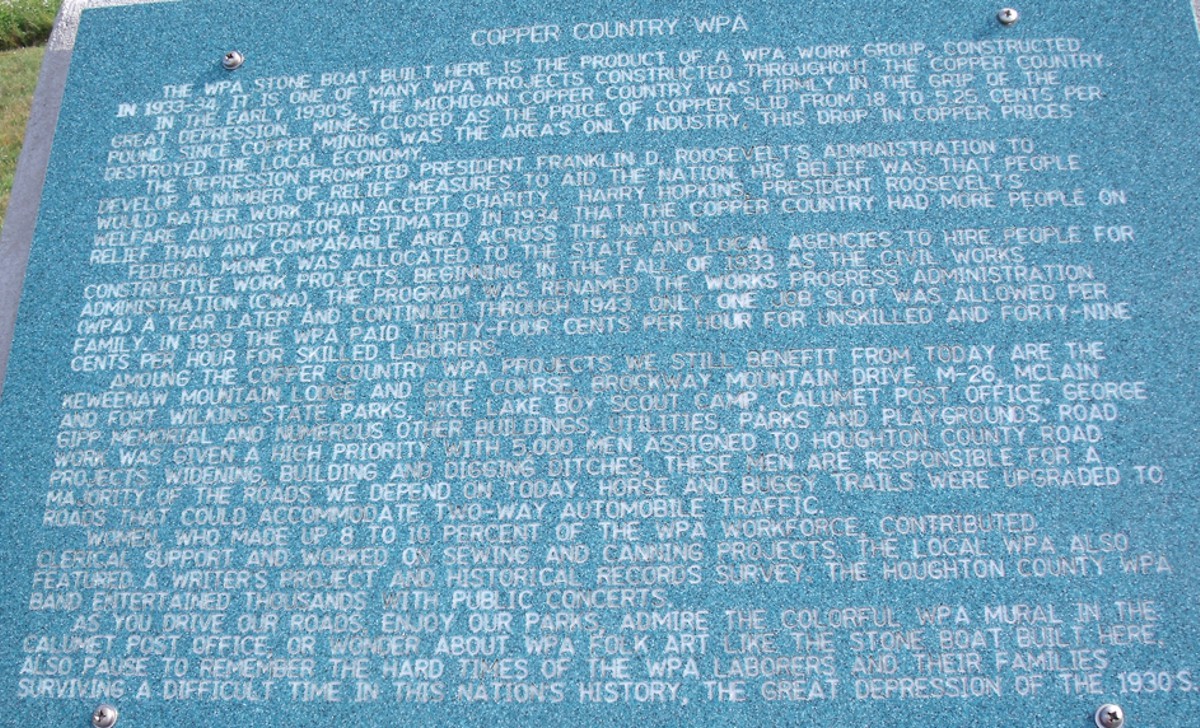 COPPER COUNTRY WPA
THE WPA STONE BOAT BUILT HERE IS THE PRODUCT OF A WPA WORK GROUP, CONSTRUCTED
IN 1933-34. IT IS ONE OF MANY WPA PROJECTS CONSTRUCTED THROUGHOUT THE COPPER COUNTRY
IN THE EARLY 1930'S. THE MICHIGAN COPPER COUNTRY WAS FIRMLY IN THE GRIP OF THE
GREAT DEPRESSION. MINES CLOSED AS THE PRICE OF COPPER SLID FROM 18 TO 5.25 CENTS PER
POUND. SINCE COPPER MINING WAS THE AREA'S ONLY INDUSTRY, THIS DROP IN COPPER PRICES
DESTROYED THE LOCAL ECONOMY.
THE DEPRESSION PROMPTED PRESIDENT FRANKLIN D. ROOSEVELT'S ADMINISTRATION TO
DEVELOP A NUMBER OF RELIEF MEASURES TO AID THE NATION. HIS BELIEF WAS THAT PEOPLE
WOULD RATHER WORK THAN ACCEPT CHARITY. HARRY HOPKINS, PRESIDENT ROOSEVELT'S
WELFARE ADMINISTRATOR, ESTIMATED IN 1934 THAT THE COPPER COUNTRY HAD MORE PEOPLE ON
RELIEF THAN ANY COMPARABLE AREA ACROSS THE NATION.
FEDERAL MONEY WAS ALLOCATED TO THE STATE AND LOCAL AGENCIES TO HIRE PEOPLE FOR
CONSTRUCTIVE WORK PROJECTS. BEGINNING IN THE FALL OF 1933 AS THE CIVIL WORKS
ADMINISTRATION (CWA), THE PROGRAM WAS RENAMED THE WORKS PROGRESS ADMINISTRATION
(WPA) A YEAR LATER AND CONTINUED THROUGH 1943. ONLY ONE JOB SLOT WAS ALLOWED PER
FAMILY. IN 1939 THE WPA PAID THIRTY-FOUR CENTS PER HOUR FOR UNSKILLED AND FORTY-NINE
CENTS PER HOUR FOR SKILLED LABORERS.
AMOUNG THE COPPER COUNTRY WPA PROJECTS WE STILL BENEFIT FROM TODAY ARE THE
KEWEENAW MOUNTAIN LODGE AND GOLF COURSE, BROCKWAY MOUNTAIN DRIVE, M-26, MCLAIN
AND FORT WILKINS STATE PARKS, RICE LAKE BOY SCOUT CAMP, CALUMET POST OFFICE, GEORGE
GIPP MEMORIAL AND NUMEROUS OTHER BUILDINGS, UTILITIES, PARKS AND PLAYGROUNDS. ROAD
WORK WAS GIVEN A HIGH PRIORITY WITH 5,000 MEN ASSIGNED TO HOUGHTON COUNTY ROAD
PROJECTS WIDENING, BUILDING AND DIGGING DITCHES. THESE MEN ARE RESPONSIBLE FOR A
MAJORITY OF THE ROADS WE DEPEND ON TODAY. HORSE AND BUGGY TRAILS WERE UPGRADED TO
ROADS THAT COULD ACCOMMODATE TWO-WAY AUTOMOBILE TRAFFIC.
WOMEN, WHO MADE UP 8 TO 10 PERCENT OF THE WPA WORKFORCE, CONTRIBUTED
CLERICAL SUPPORT AND WORKED ON SEWING AND CANNING PROJECTS. THE LOCAL WPA ALSO
FEATURED A WRITER'S PROJECT AND HISTORICAL RECORDS SURVEY. THE HOUGHTON COUNTY WPA
BAND ENTERTAINED THOUSANDS WITH PUBLIC CONCERTS.
AS YOU DRIVE OUR ROADS, ENJOY OUR PARKS, ADMIRE THE COLORFUL WPA MURAL IN THE
CALUMET POST OFFICE, OR WONDER ABOUT WPA FOLK ART LIKE THE STONE BOAT BUILT HERE,
ALSO PAUSE TO REMEMBER THE HARD TIMES OF THE WPA LABORERS AND THEIR FAMILIES
SURVIVING A DIFFICULT TIME IN THIS NATION'S HISTORY, THE GREAT DEPRESSION OF THE 1930'S